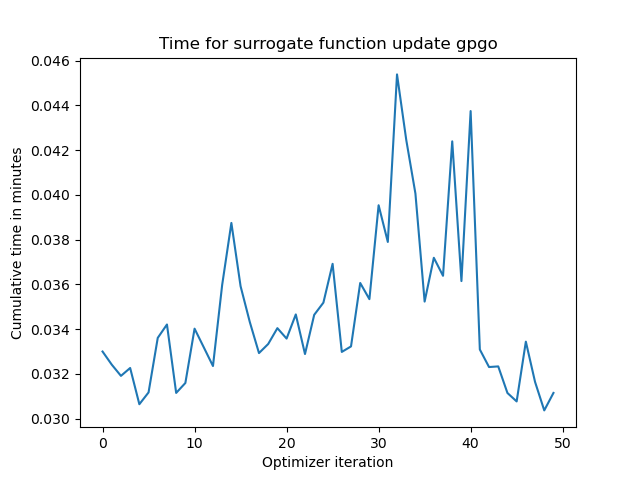 Time for surrogate function update gpgo
0.046
0.044
0.042
0.040
0.038
0.036
0.034
0.032
0.030
Cumulative time in minutes
0 10 20 30 40 50
Optimizer iteration